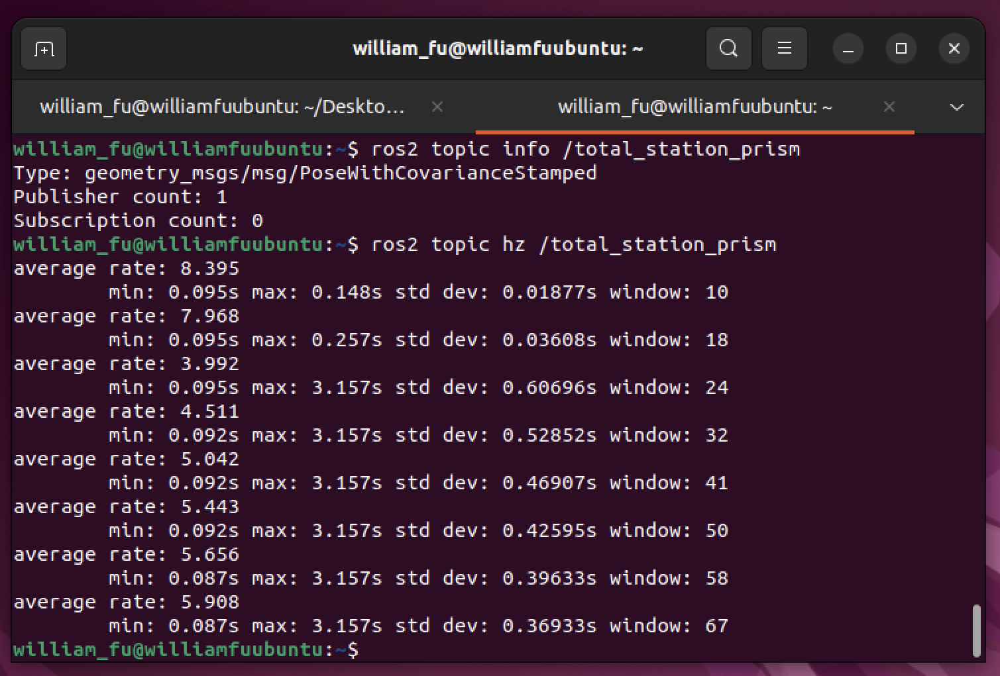 william_fu@williamfuubuntu: ~
william_fu@williamfuubuntu: ~/Deskto...
william_fu@williamfuubuntu: ~
william_fu@williamfuubuntu:~$ ros2 topic info /total_station_prism
Type: geometry_msgs/msg/PoseWithCovarianceStamped
Publisher count: 1
Subscription count: 0
william_fu@williamfuubuntu:~$ ros2 topic hz /total_station_prism
average rate: 8.395
min: 0.095s max: 0.148s std dev: 0.01877s window: 10
average rate: 7.968
min: 0.095s max: 0.257s std dev: 0.03608s window: 18
average rate: 3.992
min: 0.095s max: 3.157s std dev: 0.60696s window: 24
average rate: 4.511
min: 0.092s max: 3.157s std dev: 0.52852s window: 32
average rate: 5.042
min: 0.092s max: 3.157s std dev: 0.46907s window: 41
average rate: 5.443
min: 0.092s max: 3.157s std dev: 0.42595s window: 50
average rate: 5.656
min: 0.087s max: 3.157s std dev: 0.39633s window: 58
average rate: 5.908
min: 0.087s max: 3.157s std dev: 0.36933s window: 67
william_fu@williamfuubuntu:~$